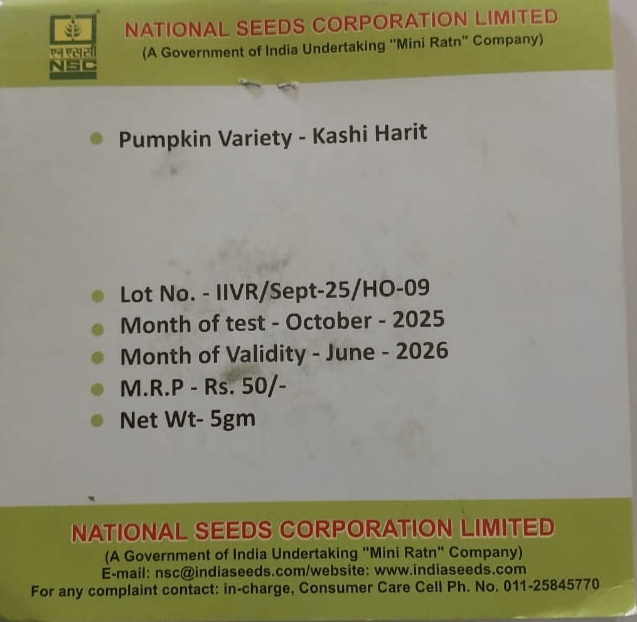 NATIONAL SEEDS CORPORATION LIMITED
(A Government of India Undertaking "Mini Ratn" Company)
एन एस सी
NSC
Pumpkin Variety - Kashi Harit
Lot No. - IIVR/Sept-25/HO-09
Month of test - October - 2025
Month of Validity - June - 2026
M.R.P - Rs. 50/-
Net Wt- 5gm
NATIONAL SEEDS CORPORATION LIMITED
(A Government of India Undertaking "Mini Ratn" Company)
E-mail: nsc@indiaseeds.com/website: www.indiaseeds.com
For any complaint contact: in-charge, Consumer Care Cell Ph. No. 011-25845770